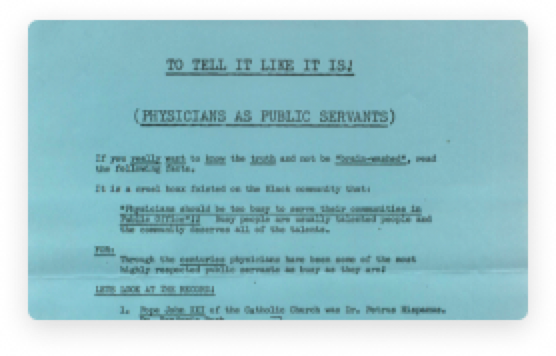 TO TELL IT LIKE IT IS!
(PHYSICIANS AS PUBLIC SERVANTS)
If you really want to know the truth and not be "brain-washed", read
the following facts.
It is a cruel hoax foisted on the Black community that:
"Physicians should be too busy to serve their communities in
Public Office"!! Busy people are usually talented people and
the community deserves all of the talents.
FOR:
Through the centuries physicians have been some of the most
highly respected public servants as busy as they are!
LETS LOOK AT THE RECORD:
1. Pope John XXI of the Catholic Church was Dr. Petrus Hispanus.